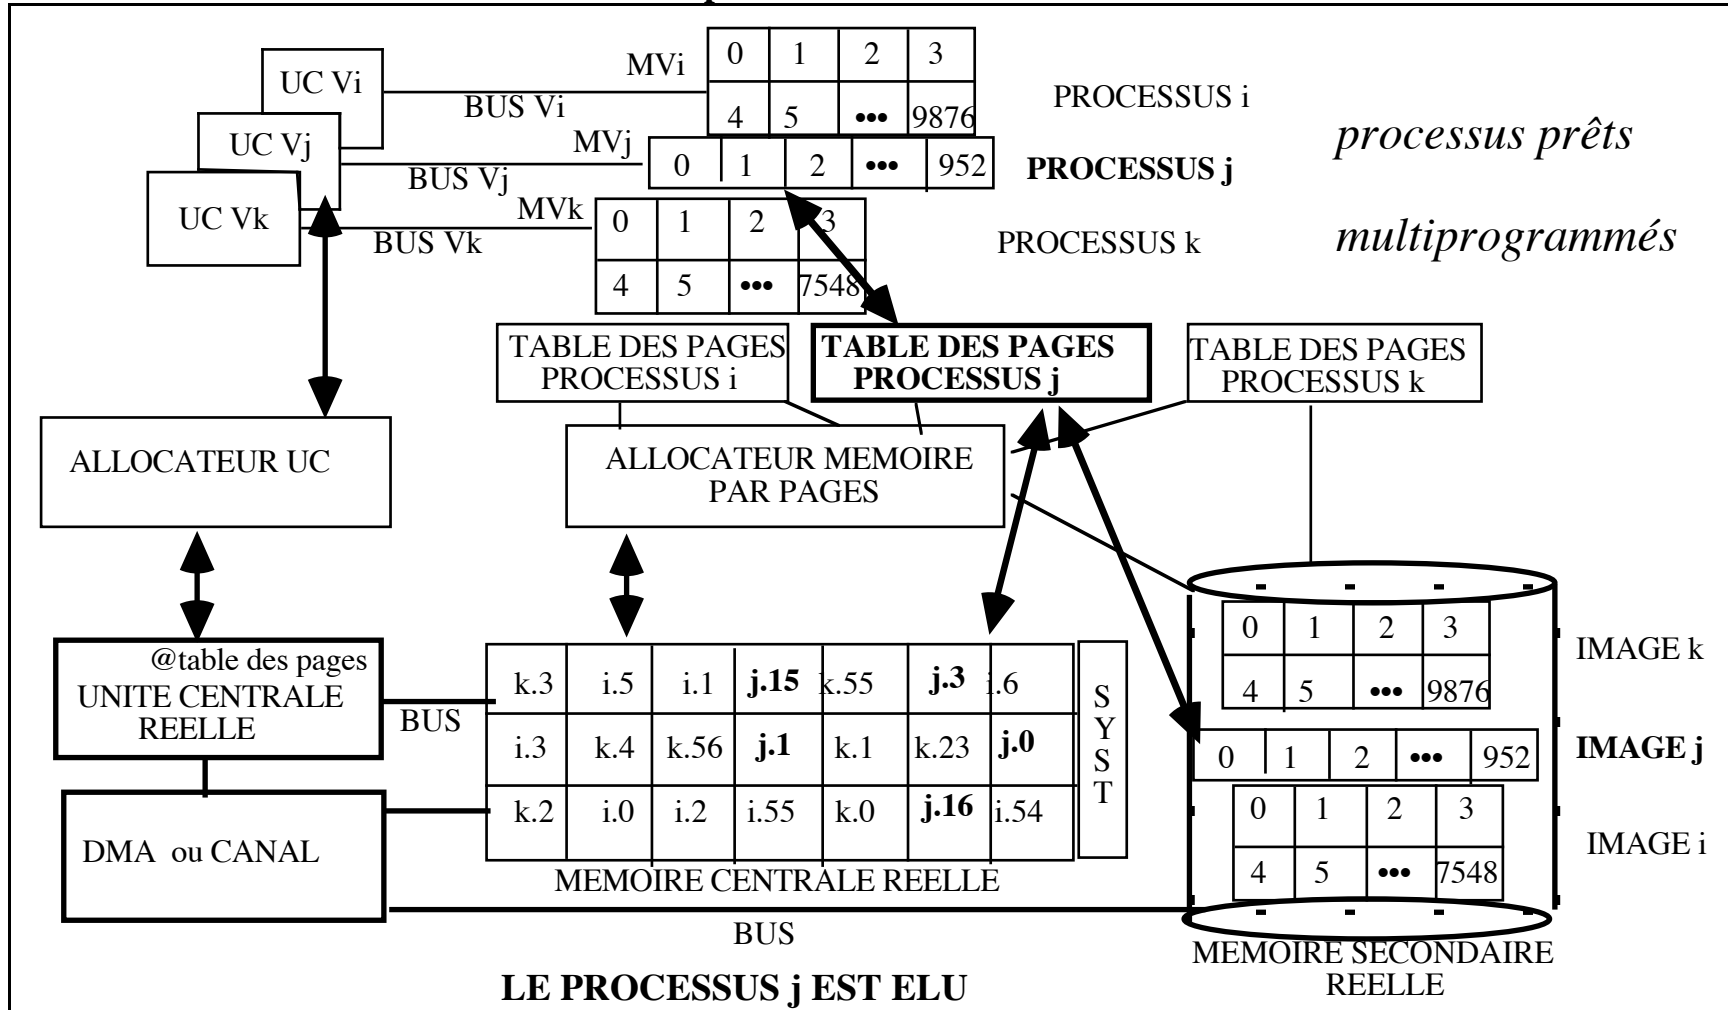 0 1 2 3
MVi
UC Vi
BUS Vi
PROCESSUS i
4 5 ••• 9876
processus prêts
UC Vj
MVj
BUS Vj
0 1 2 ••• 952
PROCESSUS j
UC Vk
MVk
BUS Vk
0 1 2 3
PROCESSUS k
multiprogrammés
4 5 ••• 7548
TABLE DES PAGES
PROCESSUS i
TABLE DES PAGES
PROCESSUS j
TABLE DES PAGES
PROCESSUS k
ALLOCATEUR UC
ALLOCATEUR MEMOIRE
PAR PAGES
@table des pages
UNITE CENTRALE
REELLE
BUS
k.3 i.5 i.1 j.15 k.55 j.3 i.6
i.3 k.4 k.56 j.1 k.1 k.23 j.0
k.2 i.0 i.2 i.55 k.0 j.16 i.54
S
Y
S
T
0 1 2 3
4 5 ••• 9876
IMAGE k
0 1 2 ••• 952
IMAGE j
0 1 2 3
4 5 ••• 7548
IMAGE i
DMA ou CANAL
MEMOIRE CENTRALE REELLE
BUS
MEMOIRE SECONDAIRE
REELLE
LE PROCESSUS j EST ELU